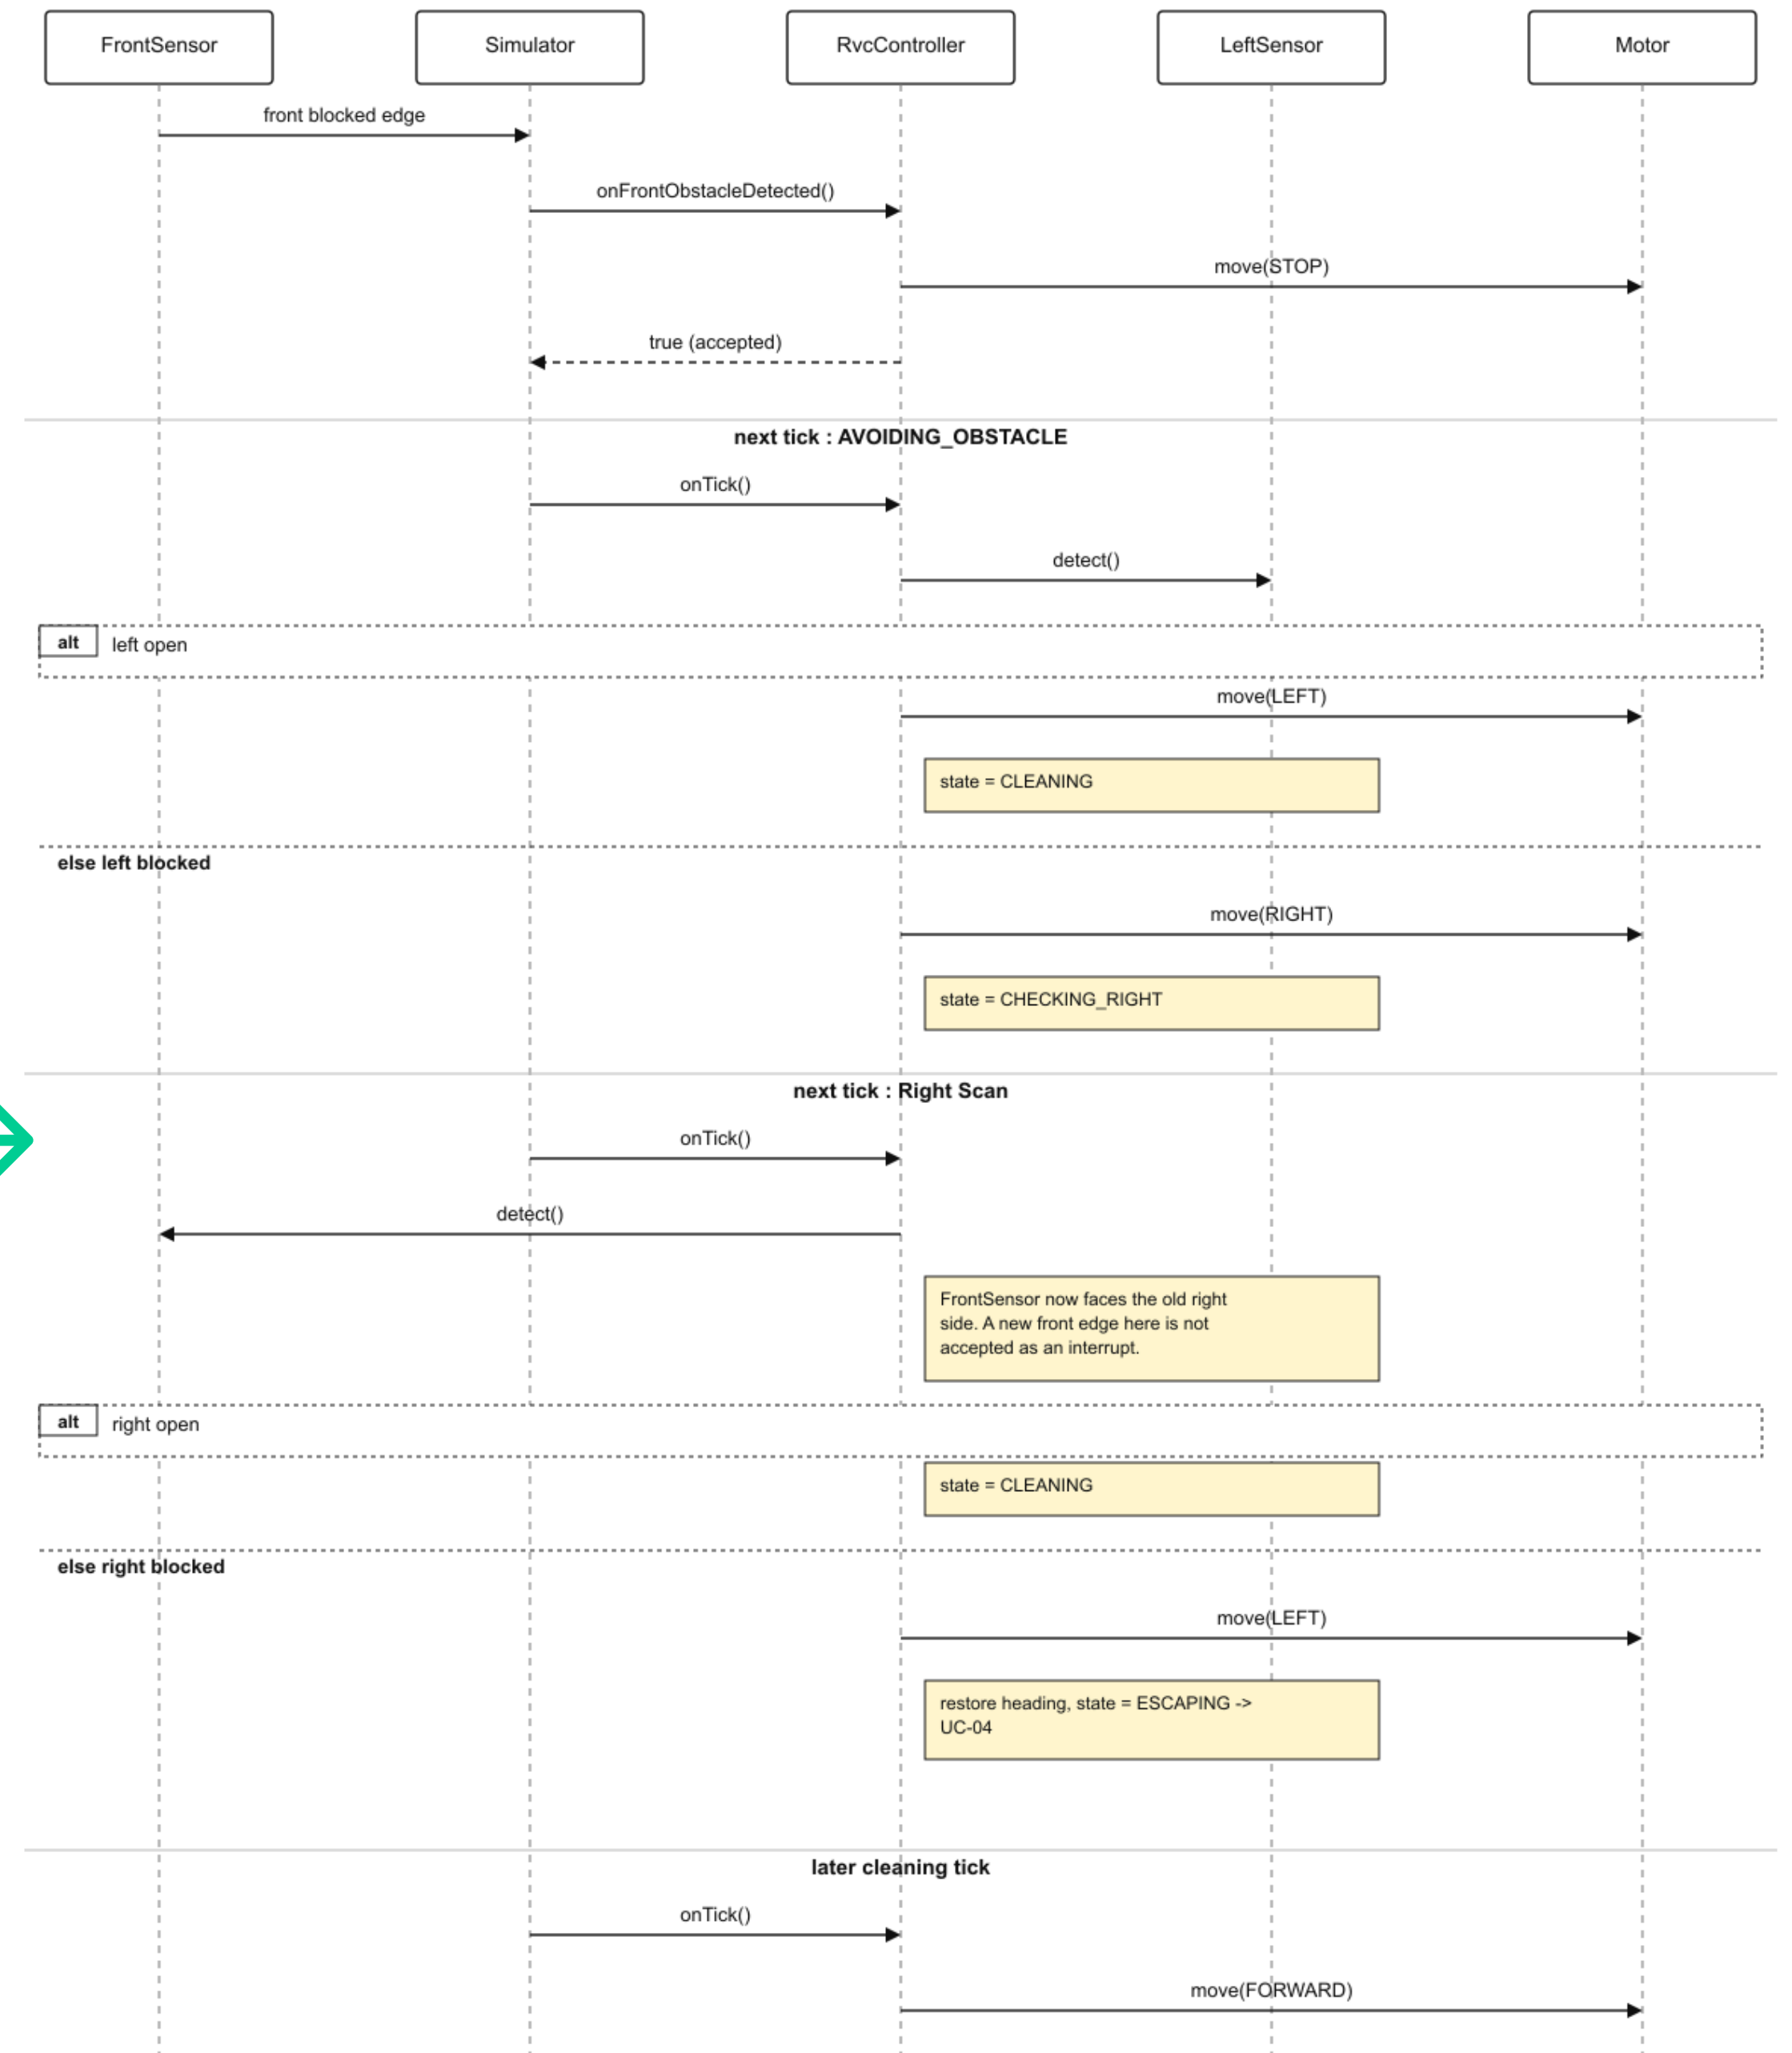 FrontSensor
Simulator
RvcController
LeftSensor
Motor
front blocked edge
onFrontObstacleDetected()
move(STOP)
true (accepted)
next tick : AVOIDING_OBSTACLE
onTick()
detect()
alt
left open
move(LEFT)
state = CLEANING
else left blocked
move(RIGHT)
state = CHECKING_RIGHT
next tick : Right Scan
onTick()
detect()
FrontSensor now faces the old right
side. A new front edge here is not
accepted as an interrupt.
alt
right open
state = CLEANING
else right blocked
move(LEFT)
restore heading, state = ESCAPING ->
UC-04
later cleaning tick
onTick()
move(FORWARD)